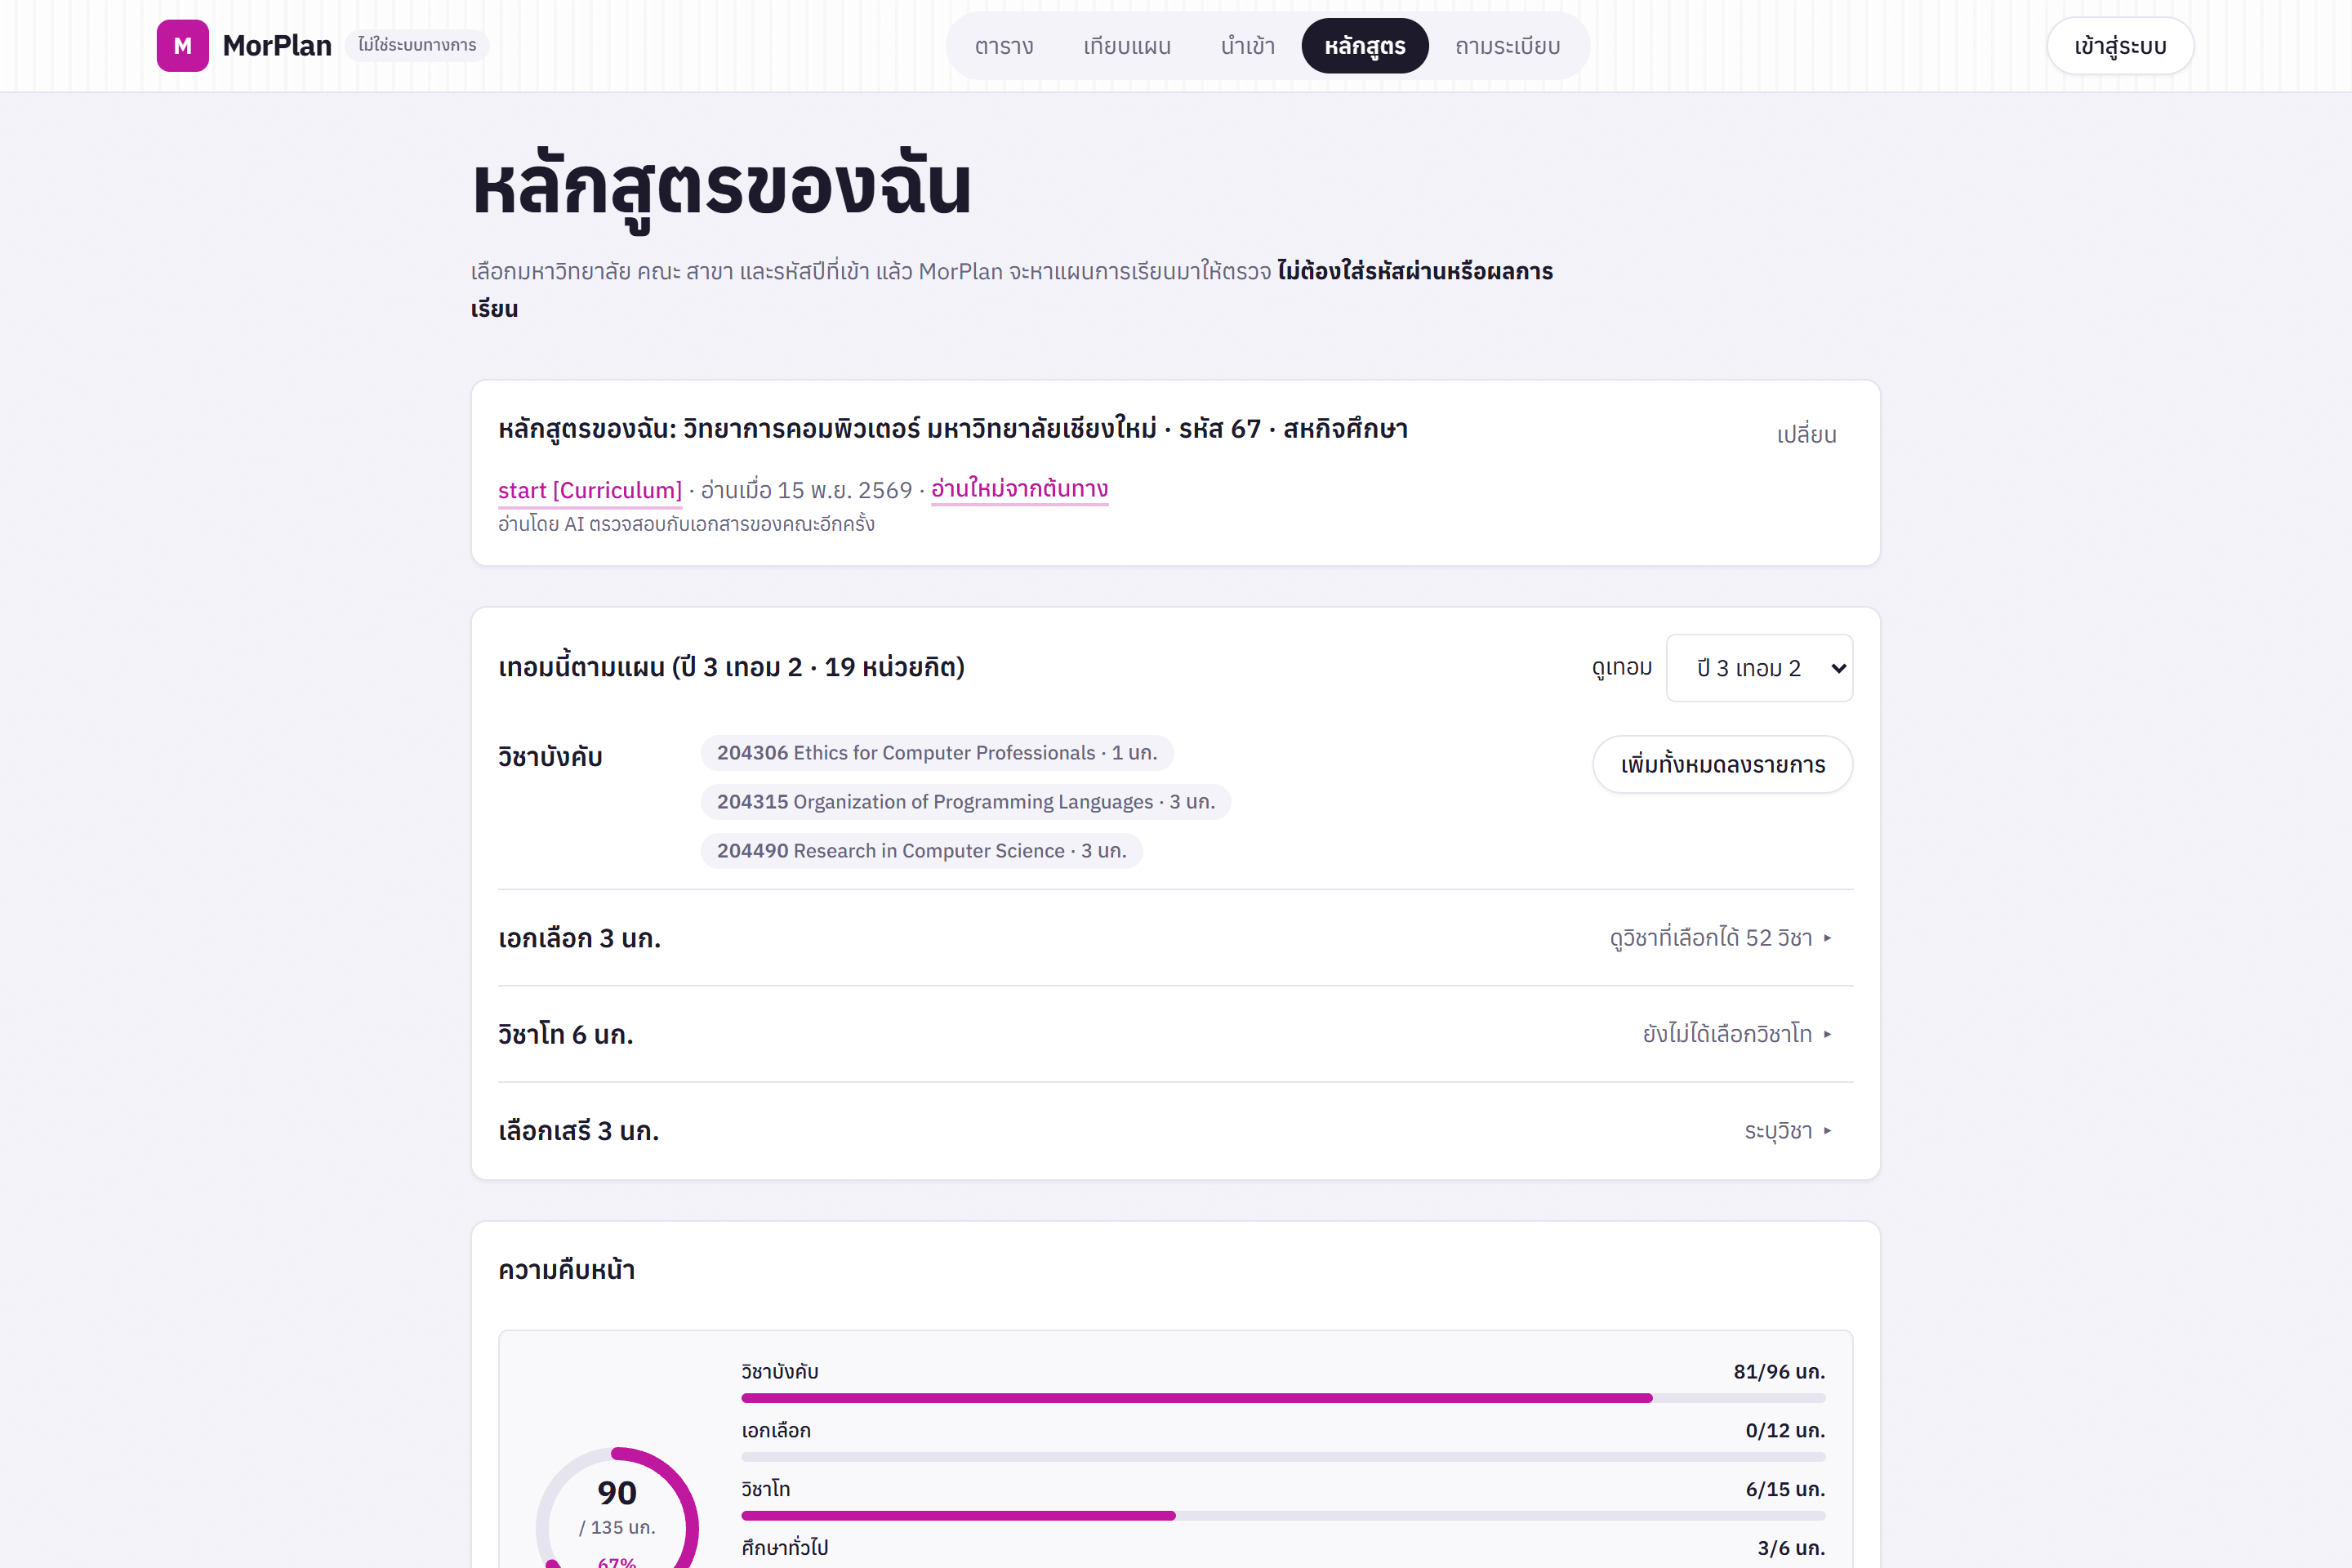 M MorPlan ไม่ใช่ระบบทางการ ตาราง เทียบแผน นำเข้า หลักสูตร ถามระเบียบ เข้าสู่ระบบ
หลักสูตรของฉัน
เลือกมหาวิทยาลัย คณะ สาขา และรหัสปีที่เข้า แล้ว MorPlan จะหาแผนการเรียนมาให้ตรวจ ไม่ต้องใส่รหัสผ่านหรือผลการ
เรียน
หลักสูตรของฉัน: วิทยาการคอมพิวเตอร์ มหาวิทยาลัยเชียงใหม่ · รหัส 67 · สหกิจศึกษา เปลี่ยน
start [Curriculum] · อ่านเมื่อ 15 พ.ย. 2569 · อ่านใหม่จากต้นทาง
อ่านโดย AI ตรวจสอบกับเอกสารของคณะอีกครั้ง
เทอมนี้ตามแผน (ปี 3 เทอม 2 · 19 หน่วยกิต) ดูเทอม ปี 3 เทอม 2
วิชาบังคับ 204306 Ethics for Computer Professionals · 1 นก. เพิ่มทั้งหมดลงรายการ
204315 Organization of Programming Languages · 3 นก.
204490 Research in Computer Science · 3 นก.
เอกเลือก 3 นก. ดูวิชาที่เลือกได้ 52 วิชา ▸
วิชาโท 6 นก. ยังไม่ได้เลือกวิชาโท ▸
เลือกเสรี 3 นก. ระบุวิชา ▸
ความคืบหน้า
วิชาบังคับ 81/96 นก.
เอกเลือก 0/12 นก.
วิชาโท 6/15 นก.
ศึกษาทั่วไป 3/6 นก.
90
/ 135 นก.
67%